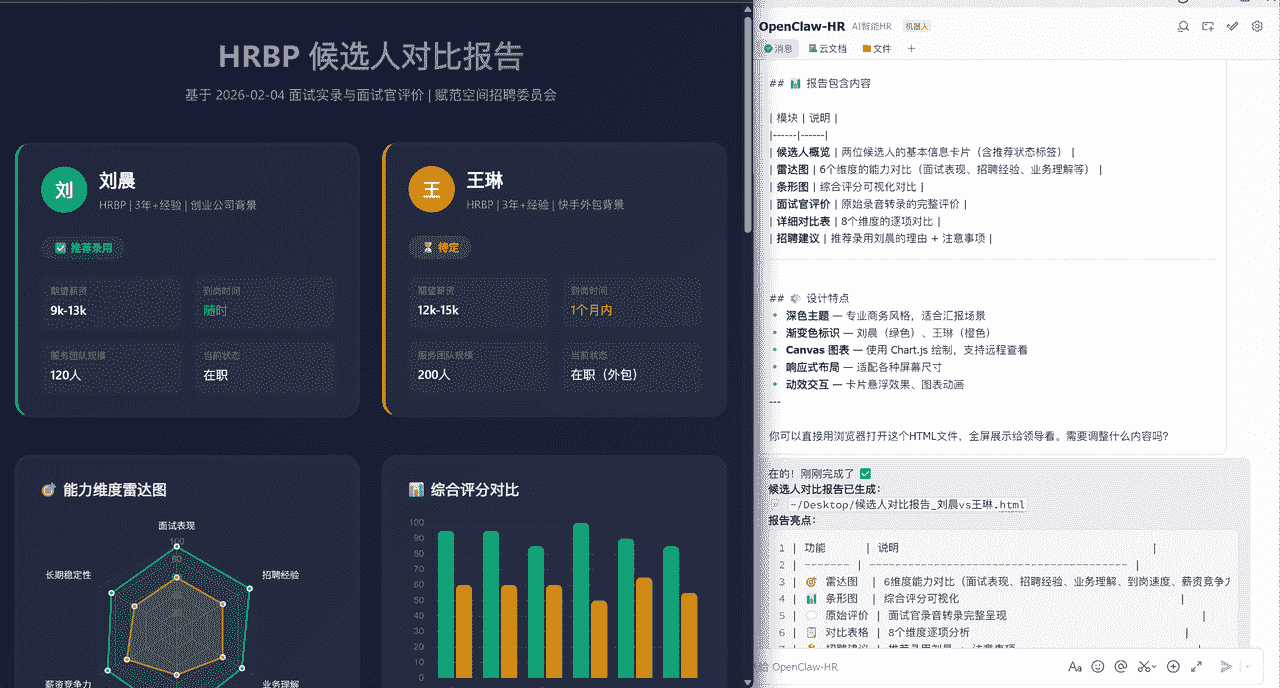 HRBP 候选人对比报告
基于 2026-02-04 面试实录与面试官评价 | 赋范空间招聘委员会
刘
刘晨
HRBP | 3年+经验 | 创业公司背景
✅ 推荐录用
期望薪资
9k-13k
到岗时间
随时
服务团队规模
120人
当前状态
在职
王
王琳
HRBP | 3年+经验 | 快手外包背景
⏳ 特定
期望薪资
12k-15k
到岗时间
1个月内
服务团队规模
200人
当前状态
在职（外包）
🎯 能力维度雷达图
面试表现
100
80
长期稳定性
招聘经验
业务理解
📊 综合评分对比
100
90
80
70
60
50
40
30
20
10
0
OpenClaw-HR AI智能HR 机器人
消息 云文档 文件 +
## 📊 报告包含内容
| 模块 | 说明 |
|------|------|
| 候选人概览 | 两位候选人的基本信息卡片（含推荐状态标签） |
| 雷达图 | 6个维度的能力对比（面试表现、招聘经验、业务理解等） |
| 条形图 | 综合评分可视化对比 |
| 面试官评价 | 原始录音转录的完整评价 |
| 详细对比表 | 8个维度的逐项对比 |
| 招聘建议 | 推荐录用刘晨的理由 + 注意事项 |
## 🎨 设计特点
• 深色主题 — 专业商务风格，适合汇报场景
• 渐变色标识 — 刘晨（绿色）、王琳（橙色）
• Canvas 图表 — 使用 Chart.js 绘制，支持远程查看
• 响应式布局 — 适配各种屏幕尺寸
• 动效交互 — 卡片悬浮效果、图表动画
---
你可以直接用浏览器打开这个HTML文件，全屏展示给领导看。需要调整什么内容吗?
在的！刚刚完成了 ✅
候选人对比报告已生成：
~/Desktop/候选人对比报告_刘晨vs王琳.html
报告亮点：
1 | 功能 | 说明 |
2 | ------- | ---------------------------------------- |
3 | 🎯 雷达图 | 6维度能力对比（面试表现、招聘经验、业务理解、到岗速度、薪资竞争力
4 | 📊 条形图 | 综合评分可视化 |
5 | 💬 原始评价 | 面试官录音转录完整呈现 |
6 | 📋 对比表格 | 8个维度逐项分析 |
OpenClaw-HR
Aa